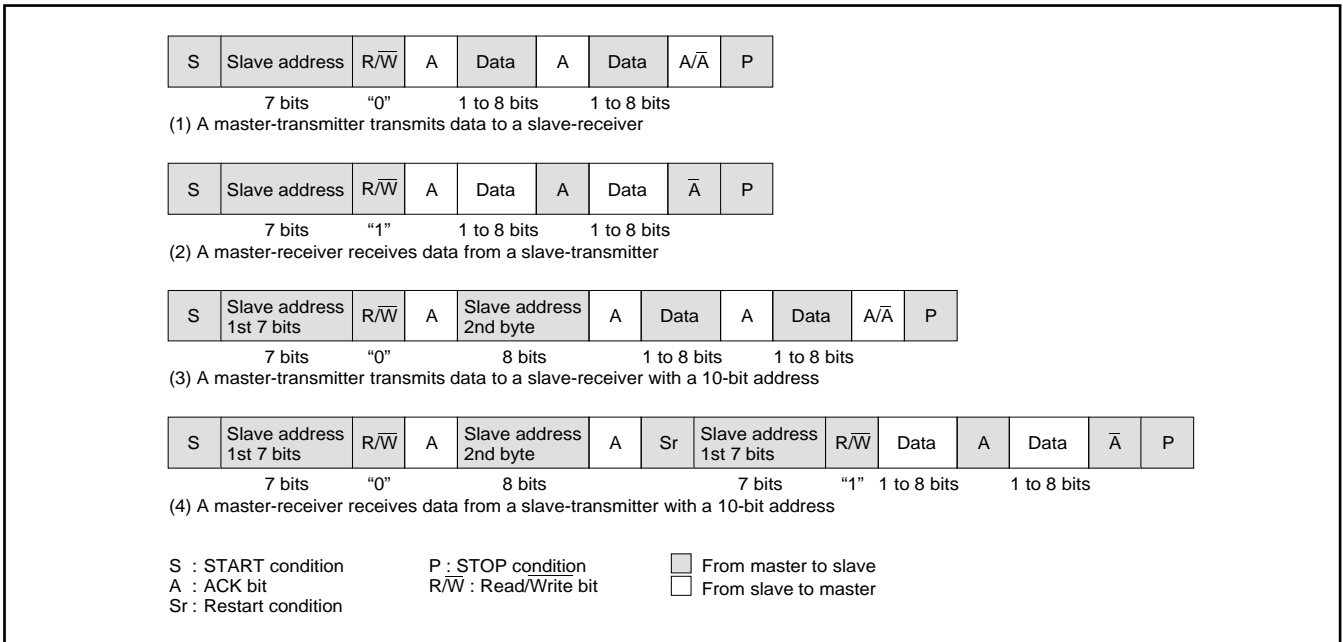 S Slave address R/W̅ A Data A Data A/A̅ P
7 bits “0” 1 to 8 bits 1 to 8 bits
(1) A master-transmitter transmits data to a slave-receiver
S Slave address R/W̅ A Data A Data A̅ P
7 bits “1” 1 to 8 bits 1 to 8 bits
(2) A master-receiver receives data from a slave-transmitter
S Slave address 1st 7 bits R/W̅ A Slave address 2nd byte A Data A Data A/A̅ P
7 bits “0” 8 bits 1 to 8 bits 1 to 8 bits
(3) A master-transmitter transmits data to a slave-receiver with a 10-bit address
S Slave address 1st 7 bits R/W̅ A Slave address 2nd byte A Sr Slave address 1st 7 bits R/W̅ Data A Data A̅ P
7 bits “0” 8 bits 7 bits “1” 1 to 8 bits 1 to 8 bits
(4) A master-receiver receives data from a slave-transmitter with a 10-bit address
S : START condition P : STOP condition From master to slave
A : ACK bit R/W̅ : Read/W̅r̅i̅t̅e̅ bit From slave to master
Sr : Restart condition